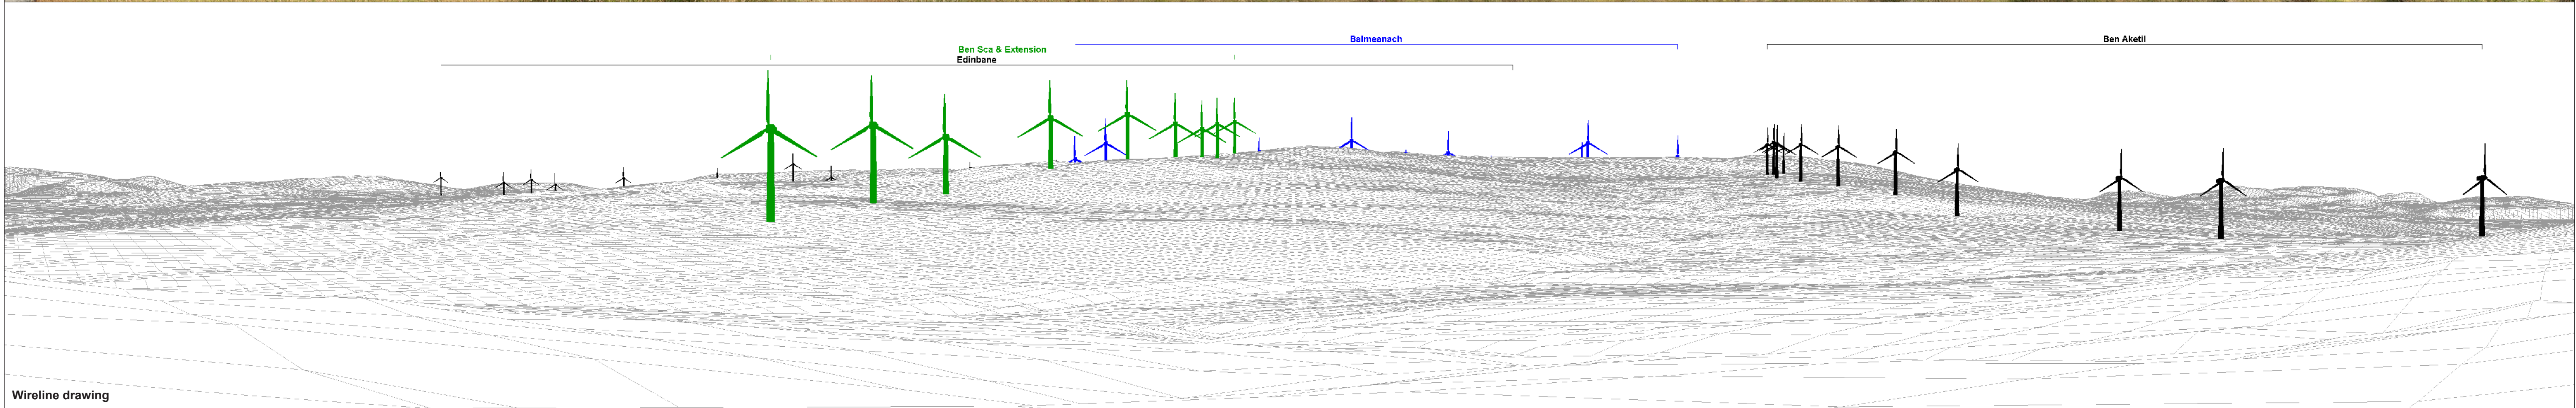 Balmeanach
Ben Aketil
Ben Sca & Extension
Edinbane
Wireline drawing